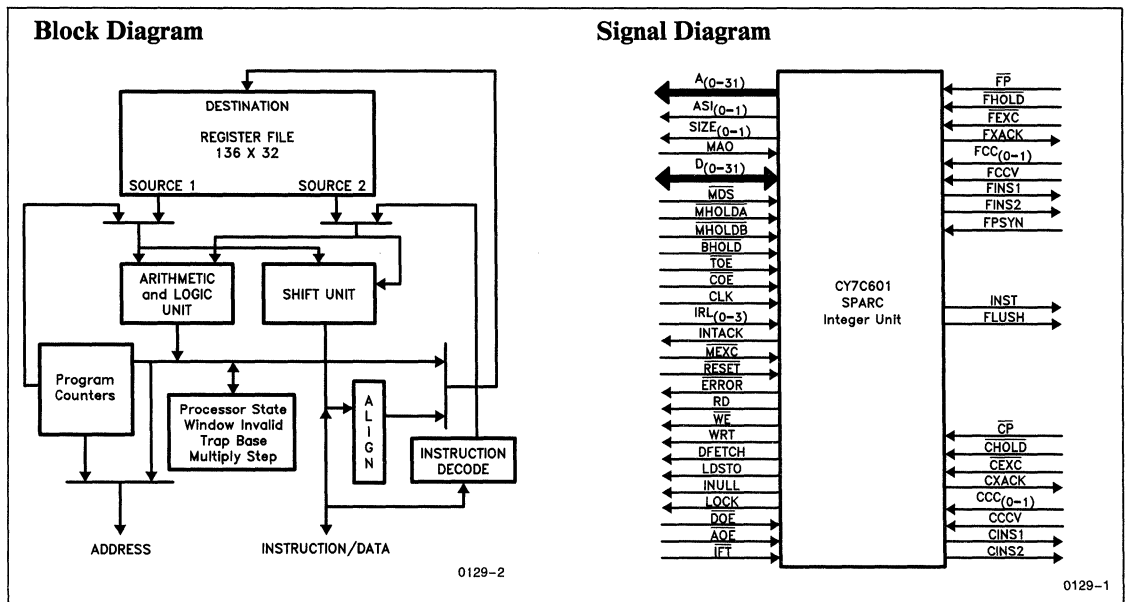 Block Diagram
DESTINATION
REGISTER FILE
136 X 32
SOURCE 1
SOURCE 2
ARITHMETIC
and LOGIC
UNIT
SHIFT UNIT
Program
Counters
Processor State
Window Invalid
Trap Base
Multiply Step
A
L
I
G
N
INSTRUCTION
DECODE
ADDRESS
INSTRUCTION/DATA
0129-2
Signal Diagram
A(0-31)
ASI(0-1)
SIZE(0-1)
MAO
D(0-31)
MDS
MHOLDA
MHOLDB
BHOLD
TOE
COE
CLK
IRL(0-3)
INTACK
MEXC
RESET
ERROR
RD
WE
WRT
DFETCH
LDSTO
INULL
LOCK
DOE
AOE
IFT
CY7C601
SPARC
Integer Unit
FP
FHOLD
FEXC
FXACK
FCC(0-1)
FCCV
FINS1
FINS2
FPSYN
INST
FLUSH
CP
CHOLD
CEXC
CXACK
CCC(0-1)
CCCV
CINS1
CINS2
0129-1